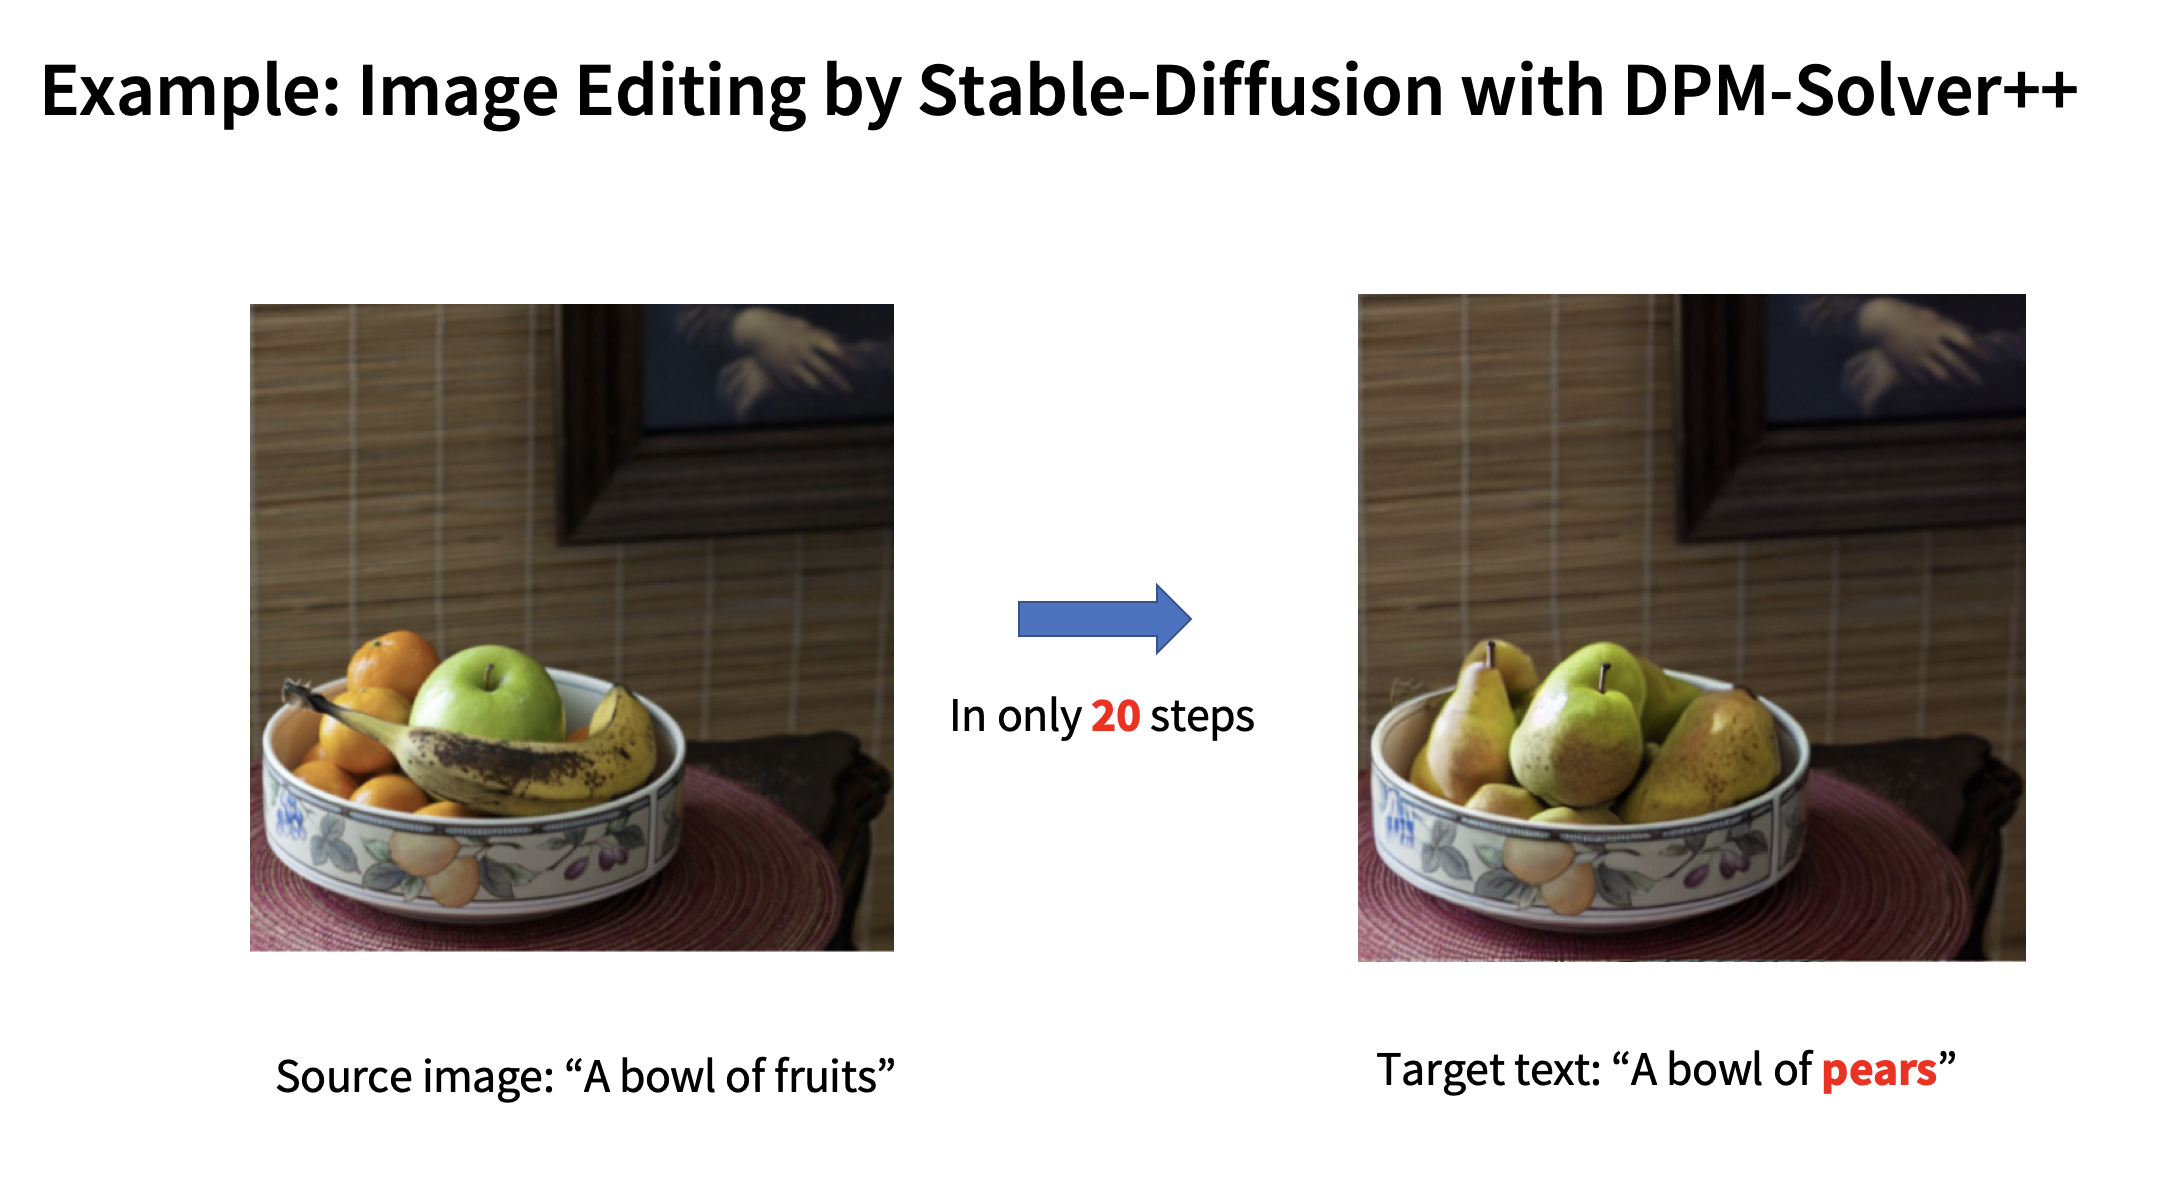 Example: Image Editing by Stable-Diffusion with DPM-Solver++
In only 20 steps
Source image: “A bowl of fruits”
Target text: “A bowl of pears”